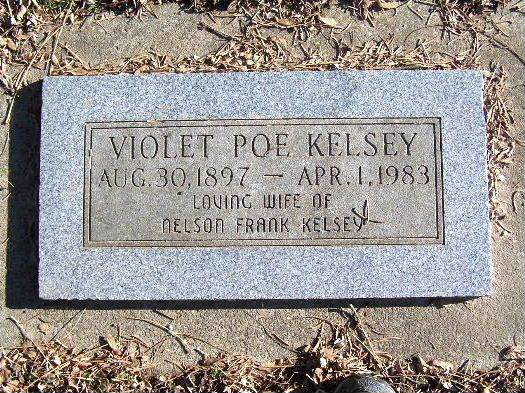 VIOLET POE KELSEY
AUG. 30, 1897 — APR. 1, 1983
LOVING WIFE OF
NELSON FRANK KELSEY